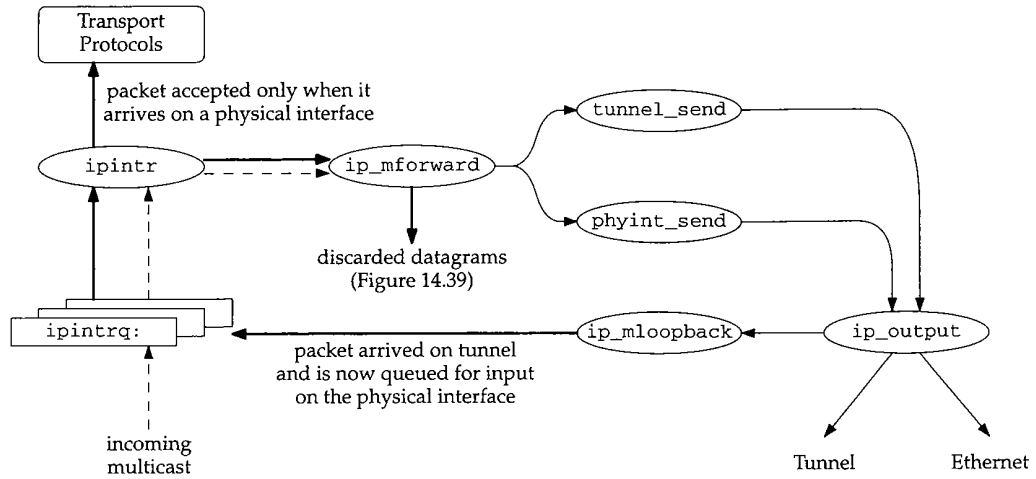 Transport
Protocols
packet accepted only when it
arrives on a physical interface
tunnel_send
ipintr
ip_mforward
phyint_send
discarded datagrams
(Figure 14.39)
ipintrq:
ip_mloopback
ip_output
packet arrived on tunnel
and is now queued for input
on the physical interface
incoming
multicast
Tunnel
Ethernet